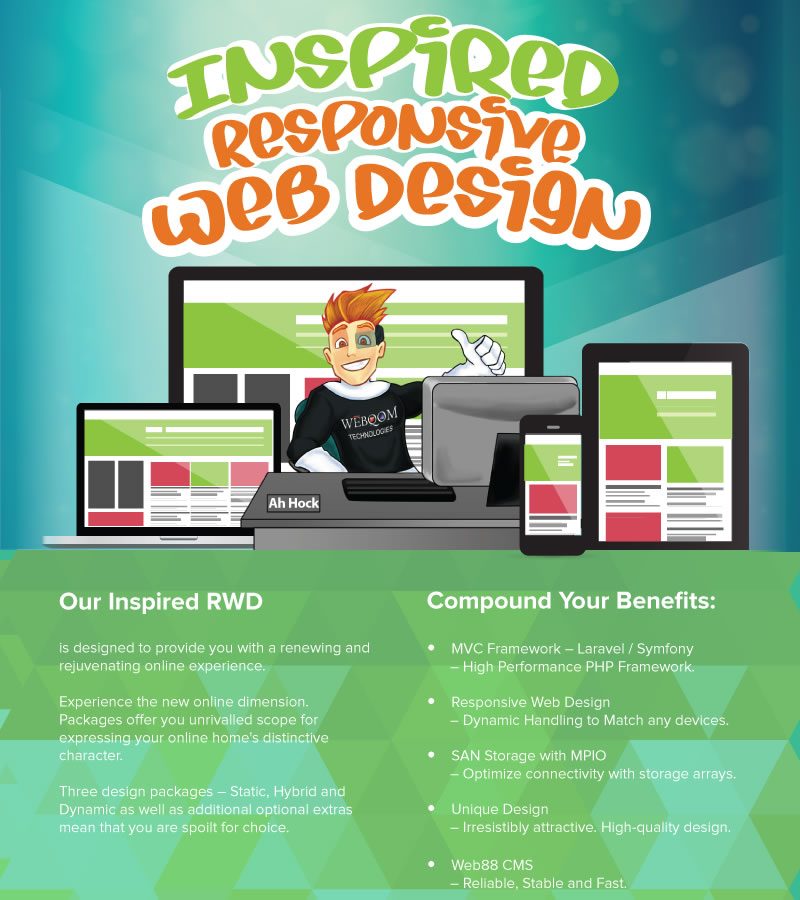 INSPIRED
RESPONSIVE
WEB DESIGN
WEBQOM
TECHNOLOGIES
Ah Hock
Our Inspired RWD
is designed to provide you with a renewing and
rejuvenating online experience.
Experience the new online dimension.
Packages offer you unrivalled scope for
expressing your online home's distinctive
character.
Three design packages – Static, Hybrid and
Dynamic as well as additional optional extras
mean that you are spoilt for choice.
Compound Your Benefits:
• MVC Framework – Laravel / Symfony
– High Performance PHP Framework.
• Responsive Web Design
– Dynamic Handling to Match any devices.
• SAN Storage with MPIO
– Optimize connectivity with storage arrays.
• Unique Design
– Irresistibly attractive. High-quality design.
• Web88 CMS
– Reliable, Stable and Fast.